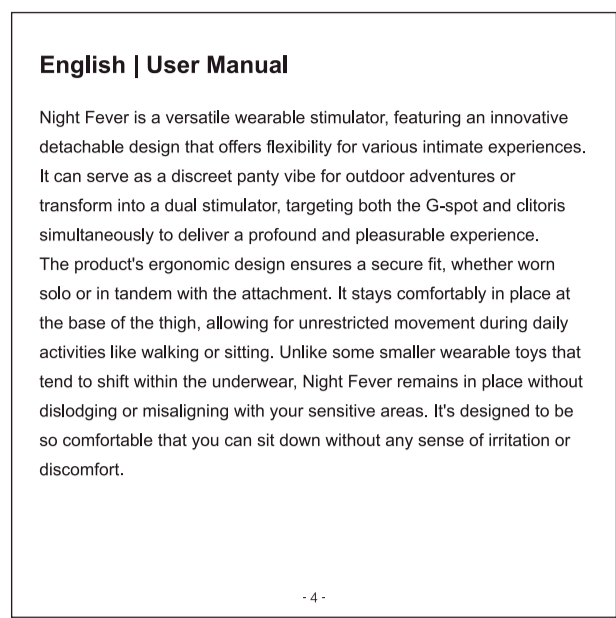 English | User Manual
Night Fever is a versatile wearable stimulator, featuring an innovative
detachable design that offers flexibility for various intimate experiences.
It can serve as a discreet panty vibe for outdoor adventures or
transform into a dual stimulator, targeting both the G-spot and clitoris
simultaneously to deliver a profound and pleasurable experience.
The product's ergonomic design ensures a secure fit, whether worn
solo or in tandem with the attachment. It stays comfortably in place at
the base of the thigh, allowing for unrestricted movement during daily
activities like walking or sitting. Unlike some smaller wearable toys that
tend to shift within the underwear, Night Fever remains in place without
dislodging or misaligning with your sensitive areas. It's designed to be
so comfortable that you can sit down without any sense of irritation or
discomfort.
- 4 -